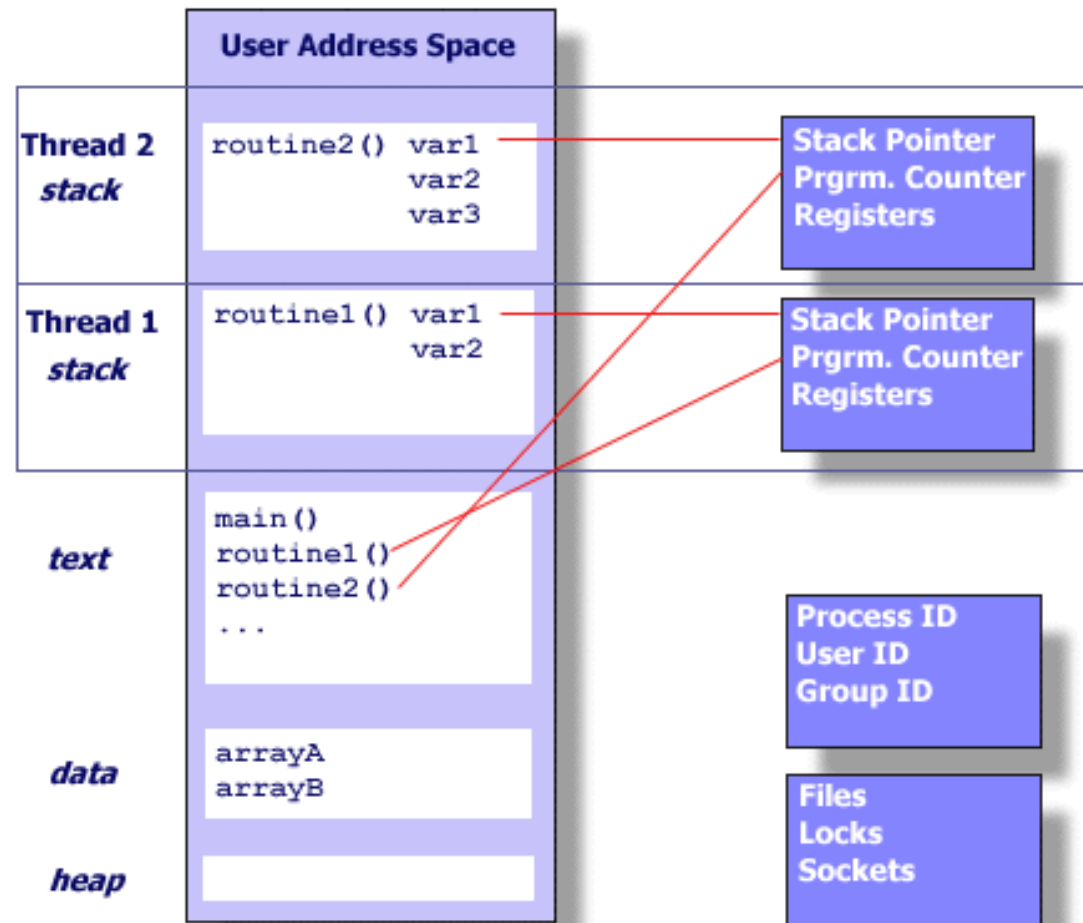 User Address Space
Thread 2
stack
routine2() var1
var2
var3
Stack Pointer
Prgrm. Counter
Registers
Thread 1
stack
routine1() var1
var2
Stack Pointer
Prgrm. Counter
Registers
text
main()
routine1()
routine2()
...
Process ID
User ID
Group ID
data
arrayA
arrayB
Files
Locks
Sockets
heap